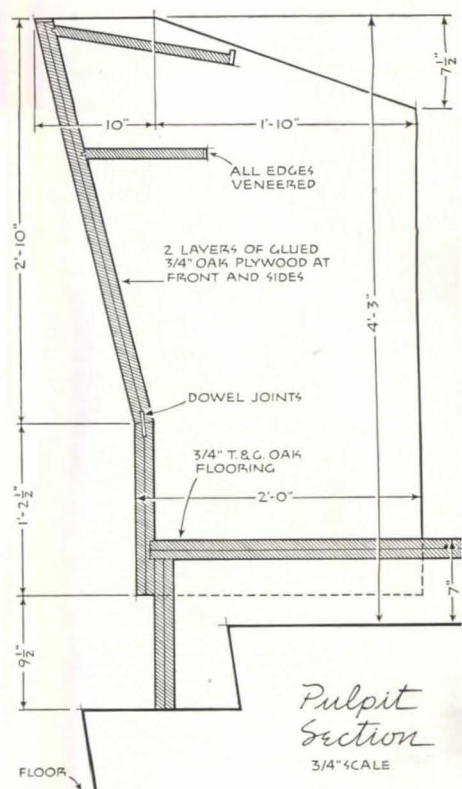 7 1/2"
10"
1'-10"
ALL EDGES
VENEERED
2'-10"
2 LAYERS OF GLUED
3/4" OAK PLYWOOD AT
FRONT AND SIDES
4'-3"
DOWEL JOINTS
3/4" T.&G. OAK
FLOORING
2'-0"
1'-2 1/2"
7"
9 1/2"
Pulpit
Section
3/4" SCALE
FLOOR